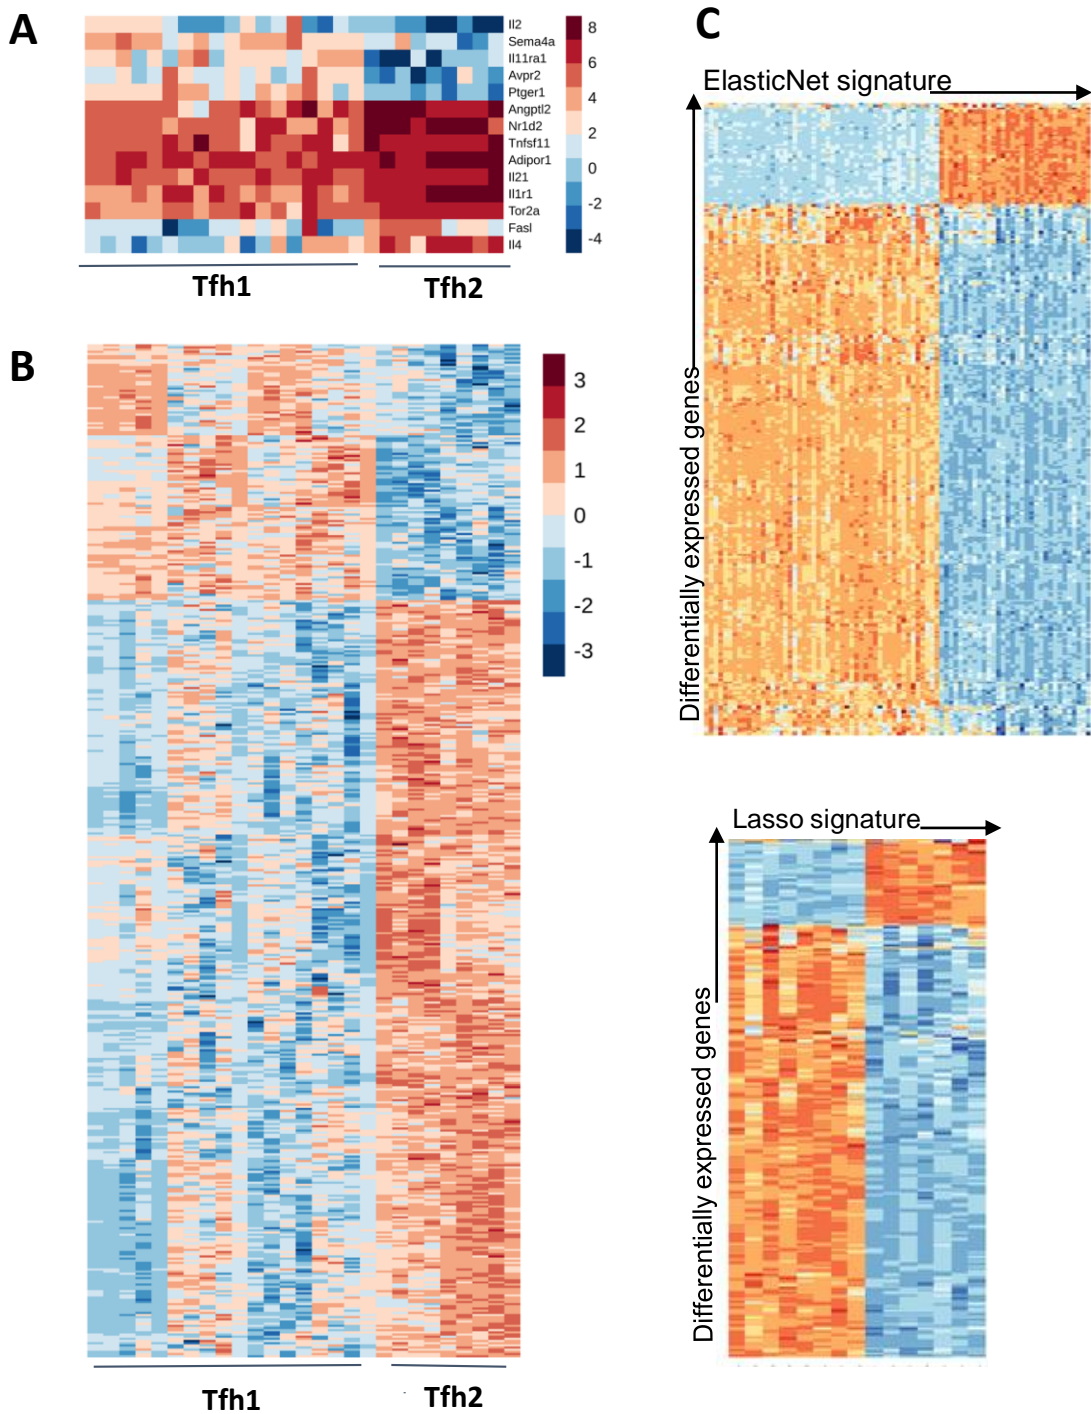 A
Il2
Sema4a
Il11ra1
Avpr2
Ptger1
Angptl2
Nr1d2
Tnfsf11
Adipor1
Il21
Il1r1
Tor2a
Fasl
Il4
8
6
4
2
0
-2
-4
Tfh1
Tfh2
B
3
2
1
0
-1
-2
-3
Tfh1
Tfh2
C
ElasticNet signature
Differentially expressed genes
Lasso signature
Differentially expressed genes